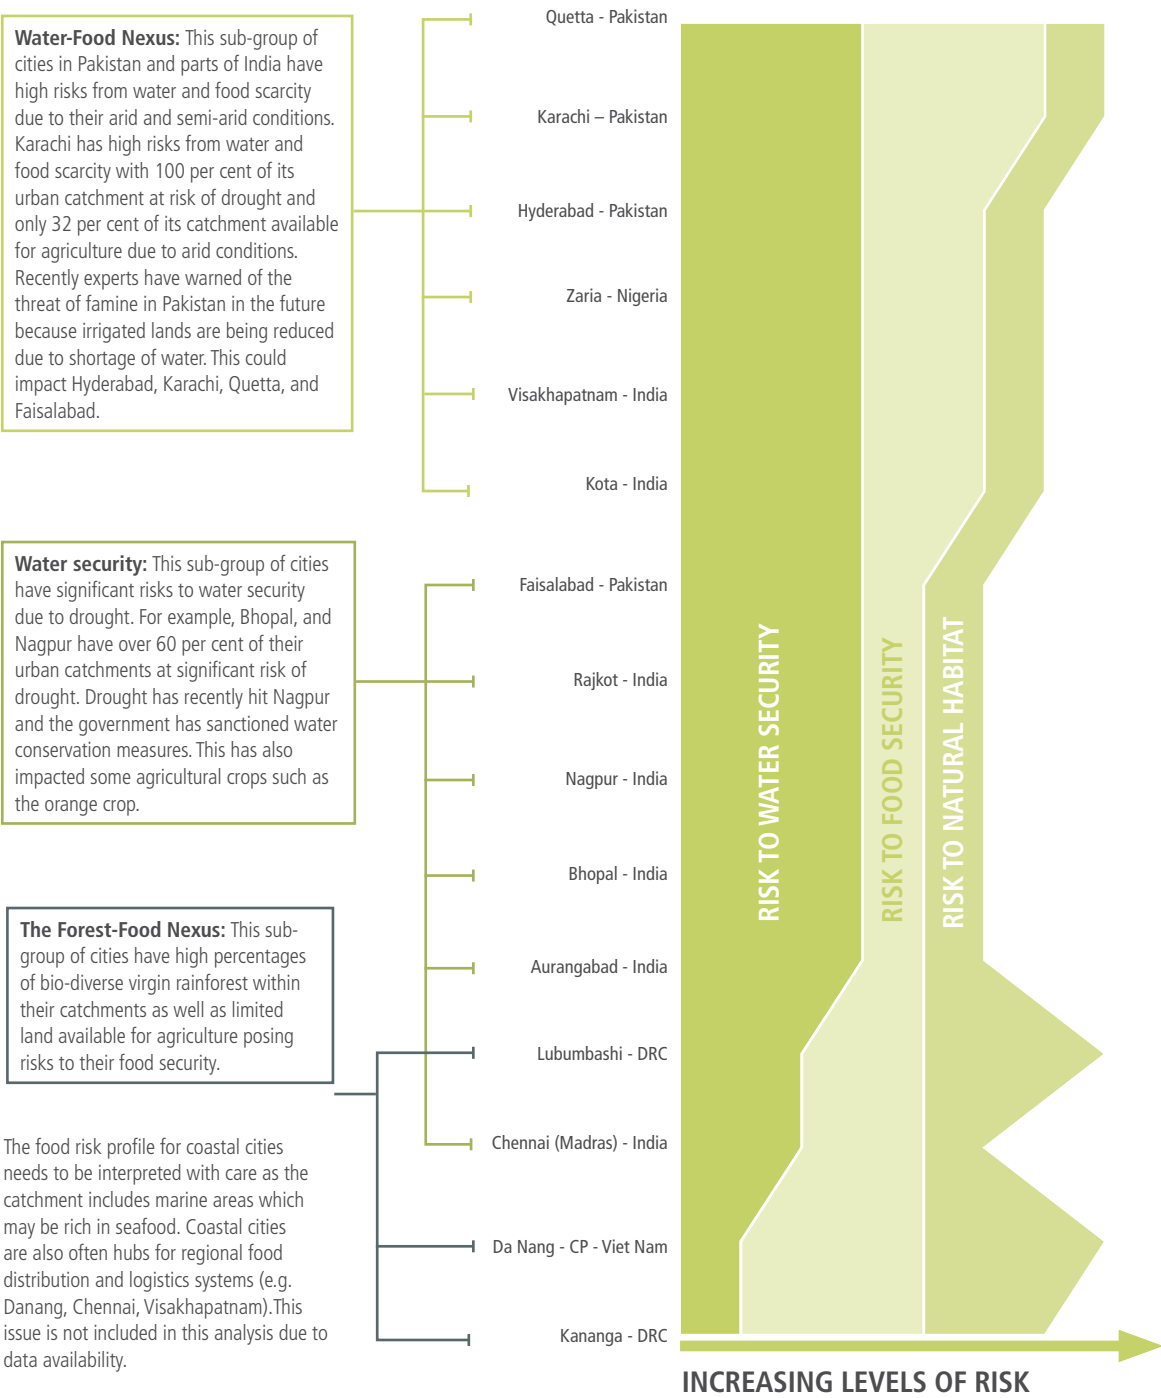 Water-Food Nexus: This sub-group of
cities in Pakistan and parts of India have
high risks from water and food scarcity
due to their arid and semi-arid conditions.
Karachi has high risks from water and
food scarcity with 100 per cent of its
urban catchment at risk of drought and
only 32 per cent of its catchment available
for agriculture due to arid conditions.
Recently experts have warned of the
threat of famine in Pakistan in the future
because irrigated lands are being reduced
due to shortage of water. This could
impact Hyderabad, Karachi, Quetta, and
Faisalabad.
Water security: This sub-group of cities
have significant risks to water security
due to drought. For example, Bhopal, and
Nagpur have over 60 per cent of their
urban catchments at significant risk of
drought. Drought has recently hit Nagpur
and the government has sanctioned water
conservation measures. This has also
impacted some agricultural crops such as
the orange crop.
The Forest-Food Nexus: This sub-
group of cities have high percentages
of bio-diverse virgin rainforest within
their catchments as well as limited
land available for agriculture posing
risks to their food security.
The food risk profile for coastal cities
needs to be interpreted with care as the
catchment includes marine areas which
may be rich in seafood. Coastal cities
are also often hubs for regional food
distribution and logistics systems (e.g.
Danang, Chennai, Visakhapatnam).This
issue is not included in this analysis due to
data availability.
Quetta - Pakistan
Karachi – Pakistan
Hyderabad - Pakistan
Zaria - Nigeria
Visakhapatnam - India
Kota - India
Faisalabad - Pakistan
Rajkot - India
Nagpur - India
Bhopal - India
Aurangabad - India
Lubumbashi - DRC
Chennai (Madras) - India
Da Nang - CP - Viet Nam
Kananga - DRC
RISK TO WATER SECURITY
RISK TO FOOD SECURITY
RISK TO NATURAL HABITAT
INCREASING LEVELS OF RISK